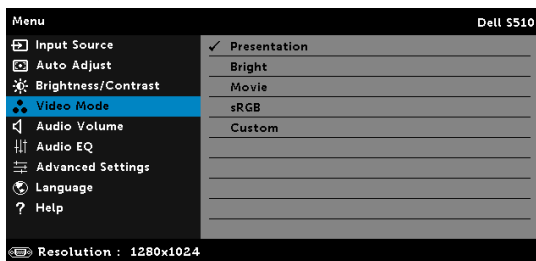 Menu Dell S510
Input Source
Auto Adjust
Brightness/Contrast
Video Mode
Audio Volume
Audio EQ
Advanced Settings
Language
? Help
✓ Presentation
Bright
Movie
sRGB
Custom
Resolution : 1280x1024